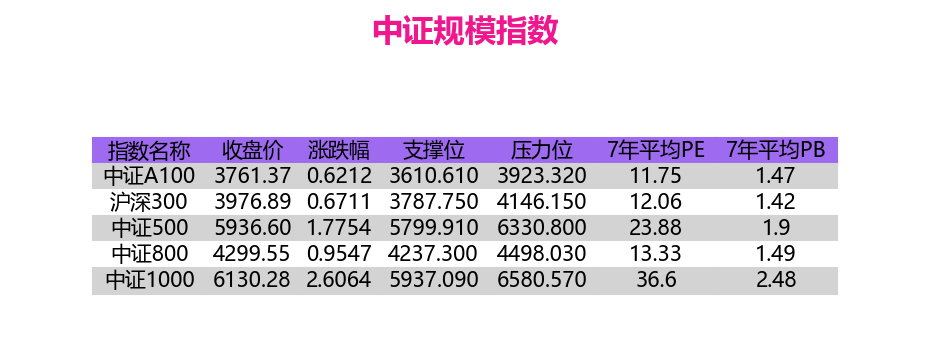 中证规模指数
指数名称 收盘价 涨跌幅 支撑位 压力位 7年平均PE 7年平均PB
中证A100 3761.37 0.6212 3610.610 3923.320 11.75 1.47
沪深300 3976.89 0.6711 3787.750 4146.150 12.06 1.42
中证500 5936.60 1.7754 5799.910 6330.800 23.88 1.9
中证800 4299.55 0.9547 4237.300 4498.030 13.33 1.49
中证1000 6130.28 2.6064 5937.090 6580.570 36.6 2.48